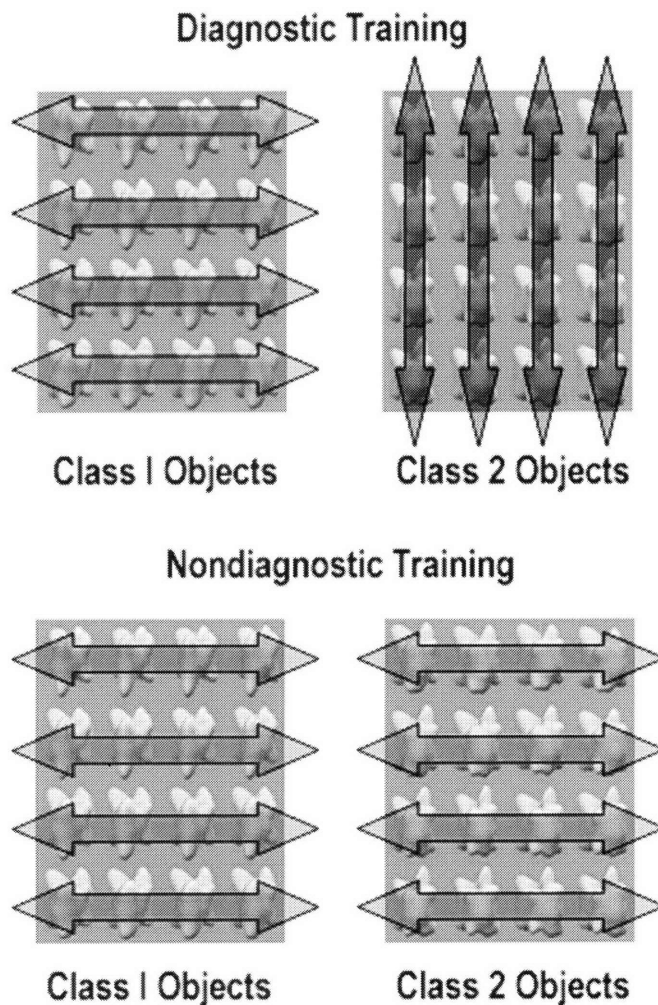 Diagnostic Training
Class I Objects
Class 2 Objects
Nondiagnostic Training
Class I Objects
Class 2 Objects